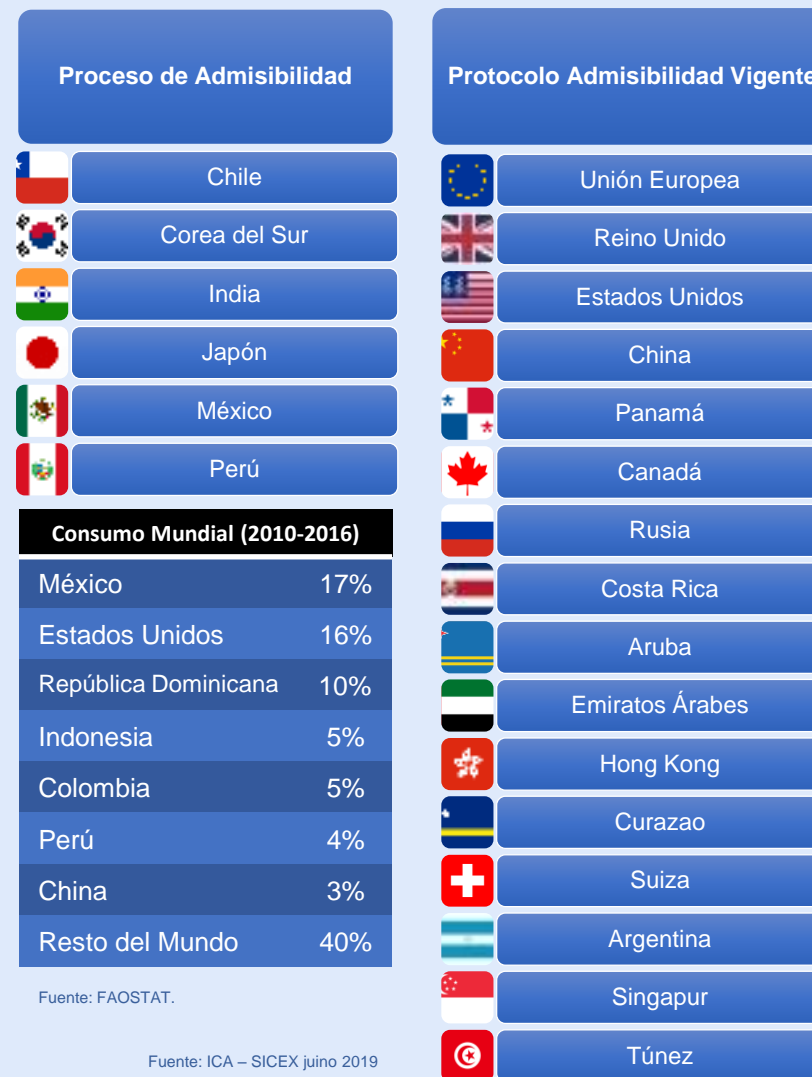 Proceso de Admisibilidad
Chile
Corea del Sur
India
Japón
México
Perú
Consumo Mundial (2010-2016)
México 17%
Estados Unidos 16%
República Dominicana 10%
Indonesia 5%
Colombia 5%
Perú 4%
China 3%
Resto del Mundo 40%
Fuente: FAOSTAT.
Fuente: ICA – SICEX juino 2019
Protocolo Admisibilidad Vigente
Unión Europea
Reino Unido
Estados Unidos
China
Panamá
Canadá
Rusia
Costa Rica
Aruba
Emiratos Árabes
Hong Kong
Curazao
Suiza
Argentina
Singapur
Túnez